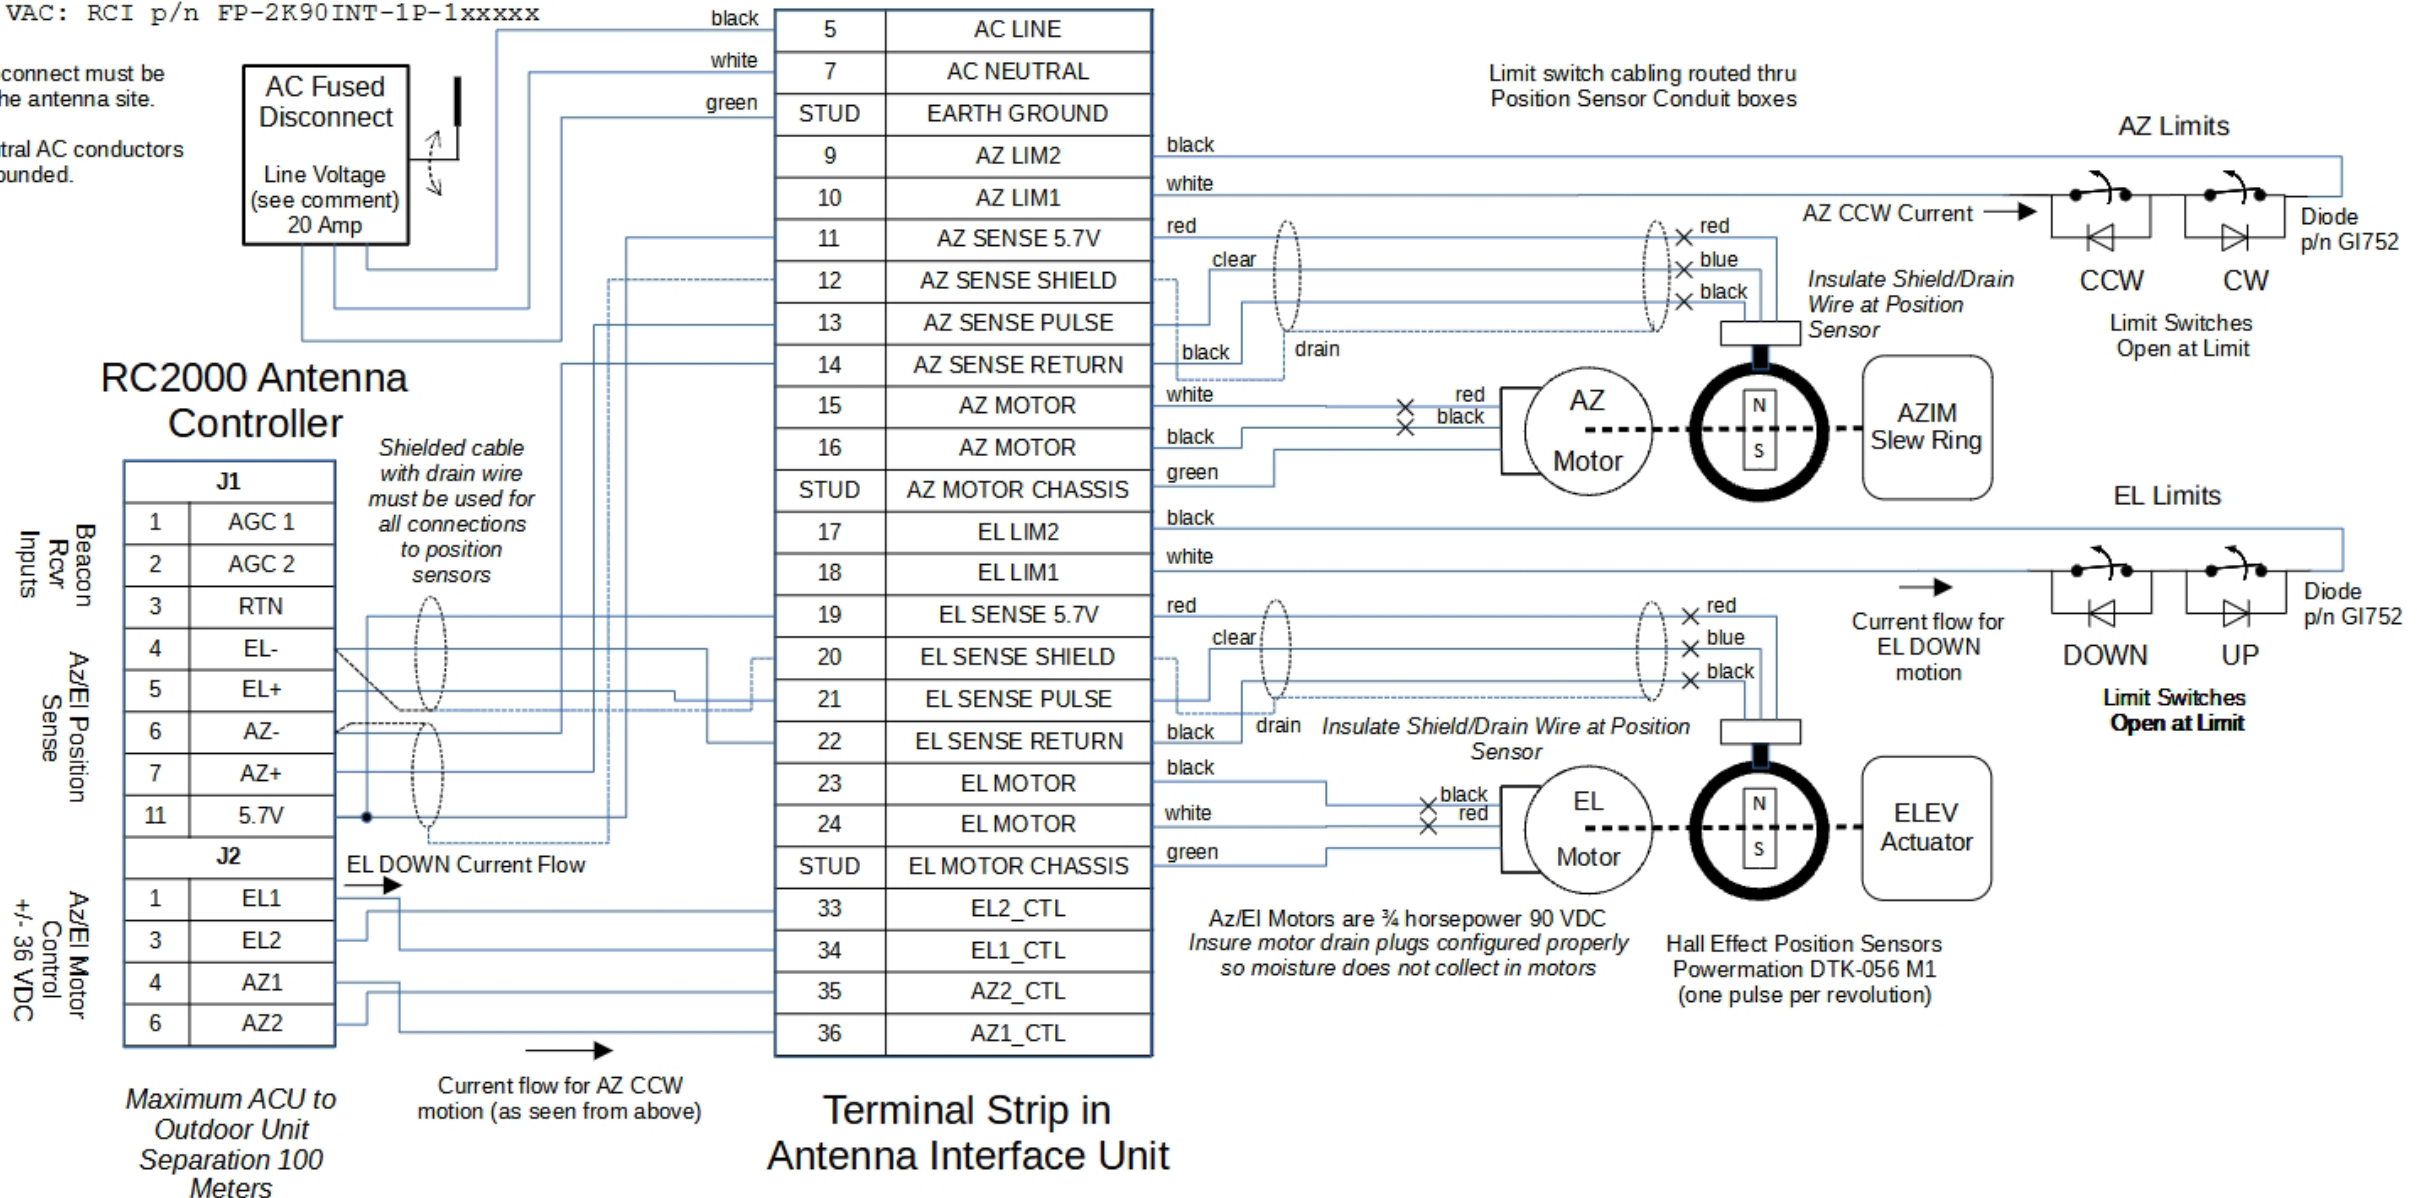 VAC: RCI p/n FP-2K90INT-1P-1xxxxx
connect must be
he antenna site.
tral AC conductors
ounded.
AC Fused
Disconnect
Line Voltage
(see comment)
20 Amp
black
white
green
RC2000 Antenna
Controller
Shielded cable
with drain wire
must be used for
all connections
to position
sensors
Beacon
Rcvr
Inputs
Az/El Position
Sense
Az/El Motor
Control
+/- 36 VDC
J1
1 AGC 1
2 AGC 2
3 RTN
4 EL-
5 EL+
6 AZ-
7 AZ+
11 5.7V
J2
1 EL1
3 EL2
4 AZ1
6 AZ2
EL DOWN Current Flow
Current flow for AZ CCW
motion (as seen from above)
Maximum ACU to
Outdoor Unit
Separation 100
Meters
5 AC LINE
7 AC NEUTRAL
STUD EARTH GROUND
9 AZ LIM2
10 AZ LIM1
11 AZ SENSE 5.7V
12 AZ SENSE SHIELD
13 AZ SENSE PULSE
14 AZ SENSE RETURN
15 AZ MOTOR
16 AZ MOTOR
STUD AZ MOTOR CHASSIS
17 EL LIM2
18 EL LIM1
19 EL SENSE 5.7V
20 EL SENSE SHIELD
21 EL SENSE PULSE
22 EL SENSE RETURN
23 EL MOTOR
24 EL MOTOR
STUD EL MOTOR CHASSIS
33 EL2_CTL
34 EL1_CTL
35 AZ2_CTL
36 AZ1_CTL
Terminal Strip in
Antenna Interface Unit
Limit switch cabling routed thru
Position Sensor Conduit boxes
AZ Limits
black
white
AZ CCW Current
Diode
p/n GI752
CCW CW
Limit Switches
Open at Limit
red
clear
black
drain
red
blue
black
Insulate Shield/Drain
Wire at Position
Sensor
white
black
green
red
black
AZ
Motor
N
S
AZIM
Slew Ring
EL Limits
black
white
Current flow for
EL DOWN
motion
Diode
p/n GI752
DOWN UP
Limit Switches
Open at Limit
red
clear
black
drain
red
blue
black
Insulate Shield/Drain Wire at Position
Sensor
black
white
green
black
red
EL
Motor
N
S
ELEV
Actuator
Az/El Motors are ¾ horsepower 90 VDC
Insure motor drain plugs configured properly
so moisture does not collect in motors
Hall Effect Position Sensors
Powermation DTK-056 M1
(one pulse per revolution)